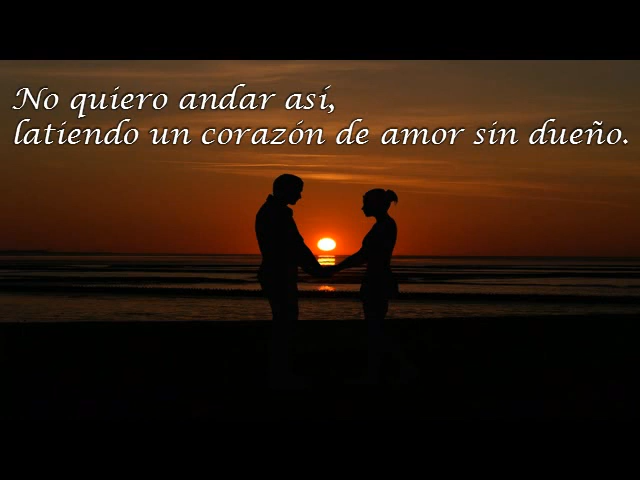 No quiero andar así,
latiendo un corazón de amor sin dueño.